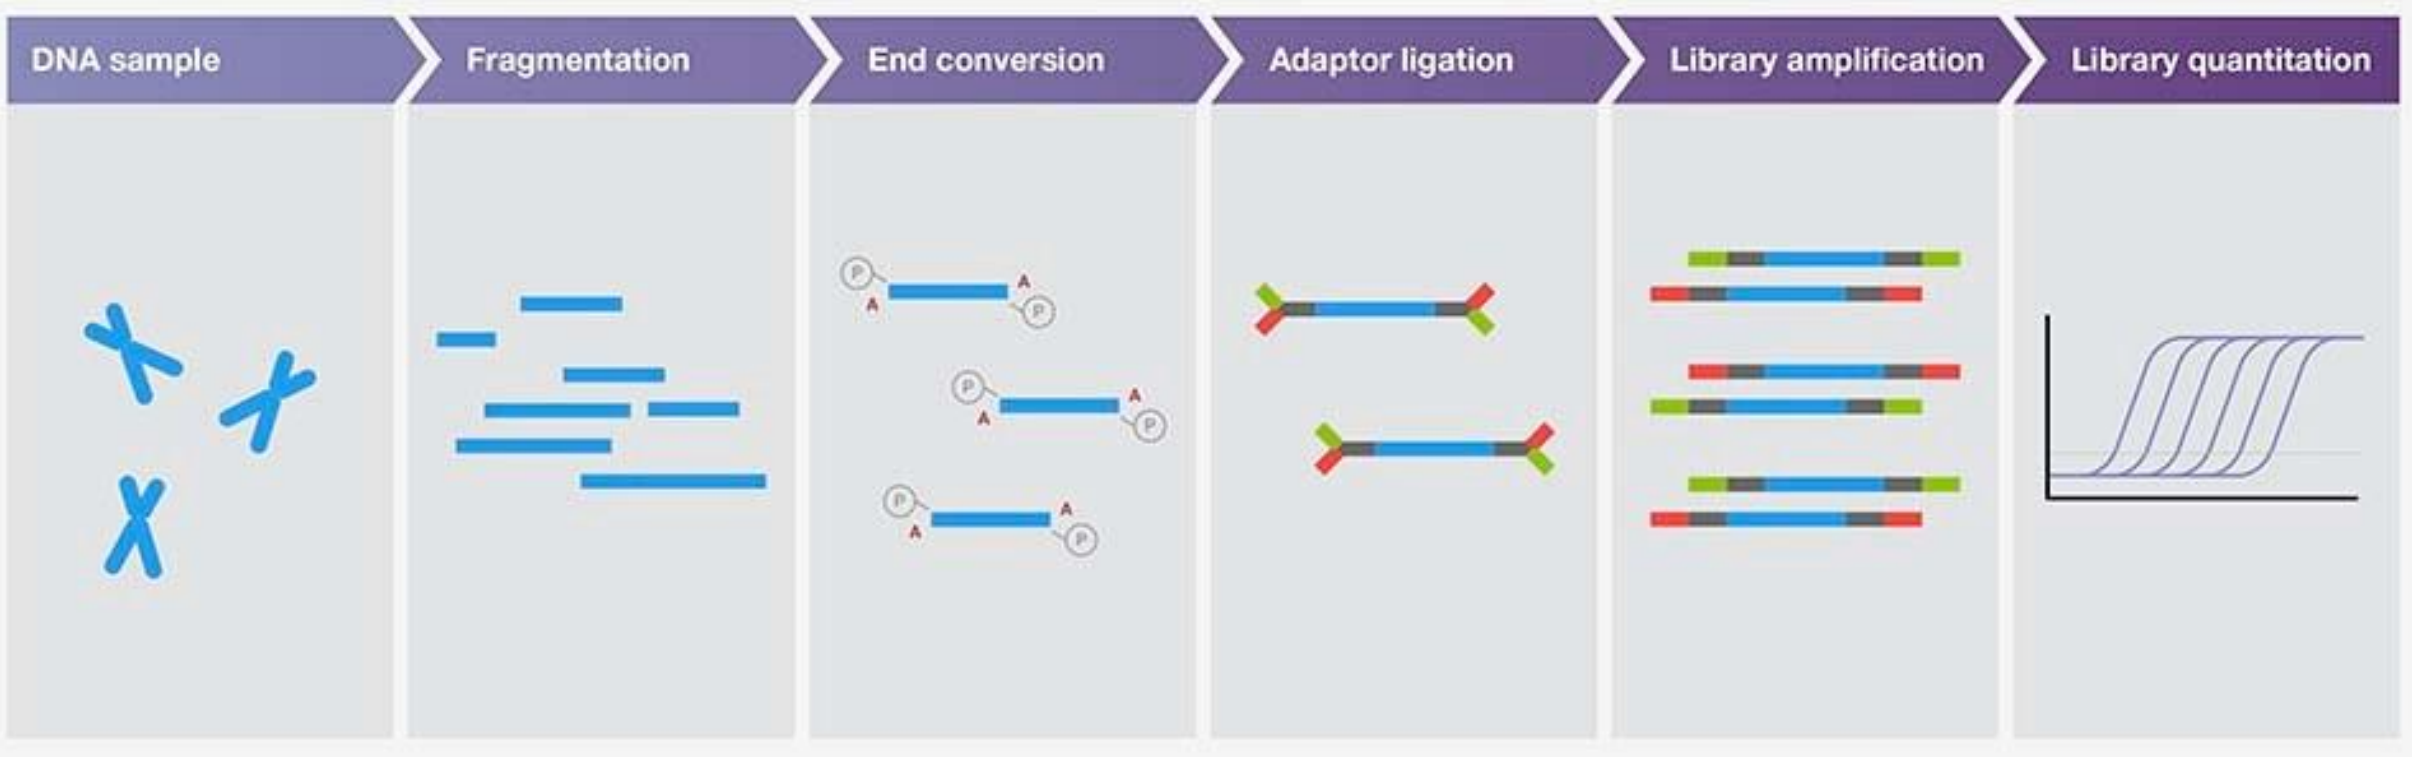 DNA sample
Fragmentation
End conversion
Adaptor ligation
Library amplification
Library quantitation
P
A
A
P
P
A
A
P
P
A
A
P